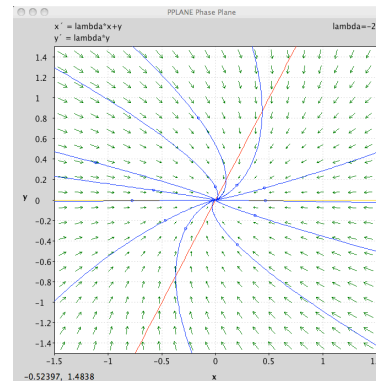 PPLANE Phase Plane
x ' = lambda*x+y
lambda=-2
y ' = lambda*y
1.4
1.2
1
0.8
0.6
0.4
0.2
y
0
-0.2
-0.4
-0.6
-0.8
-1
-1.2
-1.4
-1.5 -1 -0.5 0 0.5 1
x
-0.52397, 1.4838